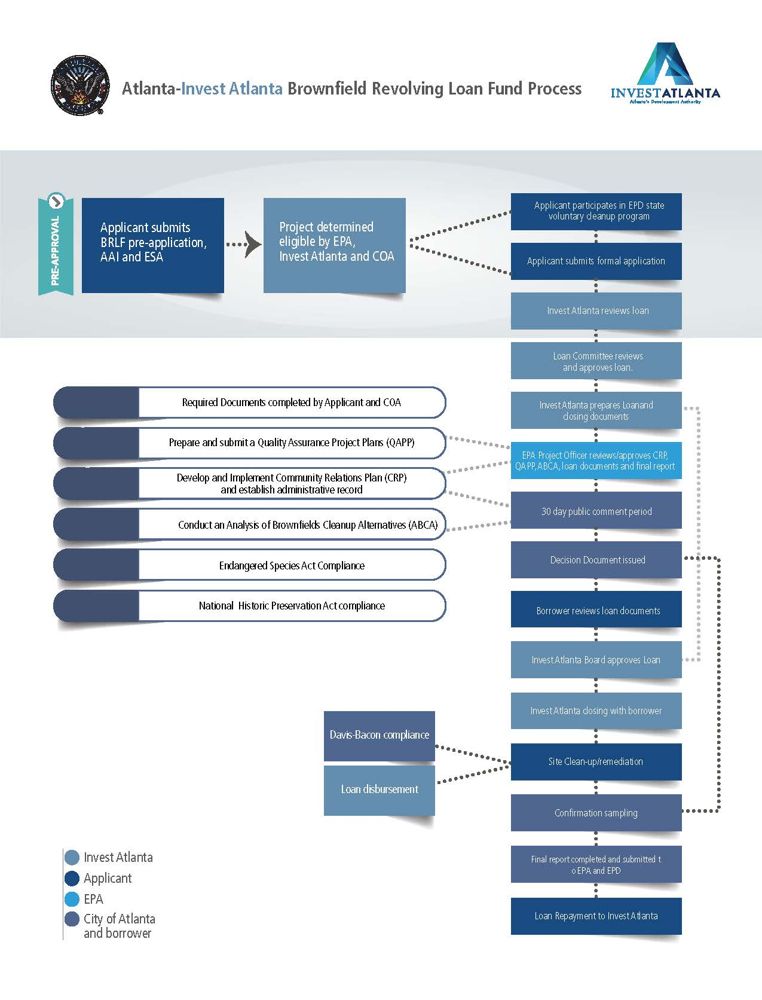 Atlanta-Invest Atlanta Brownfield Revolving Loan Fund Process
INVESTATLANTA
Atlanta's Development Authority
PRE-APPROVAL
Applicant submits
BRLF pre-application,
AAI and ESA
Project determined
eligible by EPA,
Invest Atlanta and COA
Applicant participates in EPD state
voluntary cleanup program
Applicant submits formal application
Invest Atlanta reviews loan
Loan Committee reviews
and approves loan.
Invest Atlanta prepares Loanand
closing documents
EPA Project Officer reviews/approves CRP,
QAPP, ABCA, loan documents and final report
30 day public comment period
Decision Document issued
Borrower reviews loan documents
Invest Atlanta Board approves Loan
Invest Atlanta closing with borrower
Site Clean-up/remediation
Confirmation sampling
Final report completed and submitted t
o EPA and EPD
Loan Repayment to Invest Atlanta
Required Documents completed by Applicant and COA
Prepare and submit a Quality Assurance Project Plans (QAPP)
Develop and Implement Community Relations Plan (CRP)
and establish administrative record
Conduct an Analysis of Brownfields Cleanup Alternatives (ABCA)
Endangered Species Act Compliance
National Historic Preservation Act compliance
Davis-Bacon compliance
Loan disbursement
Invest Atlanta
Applicant
EPA
City of Atlanta
and borrower